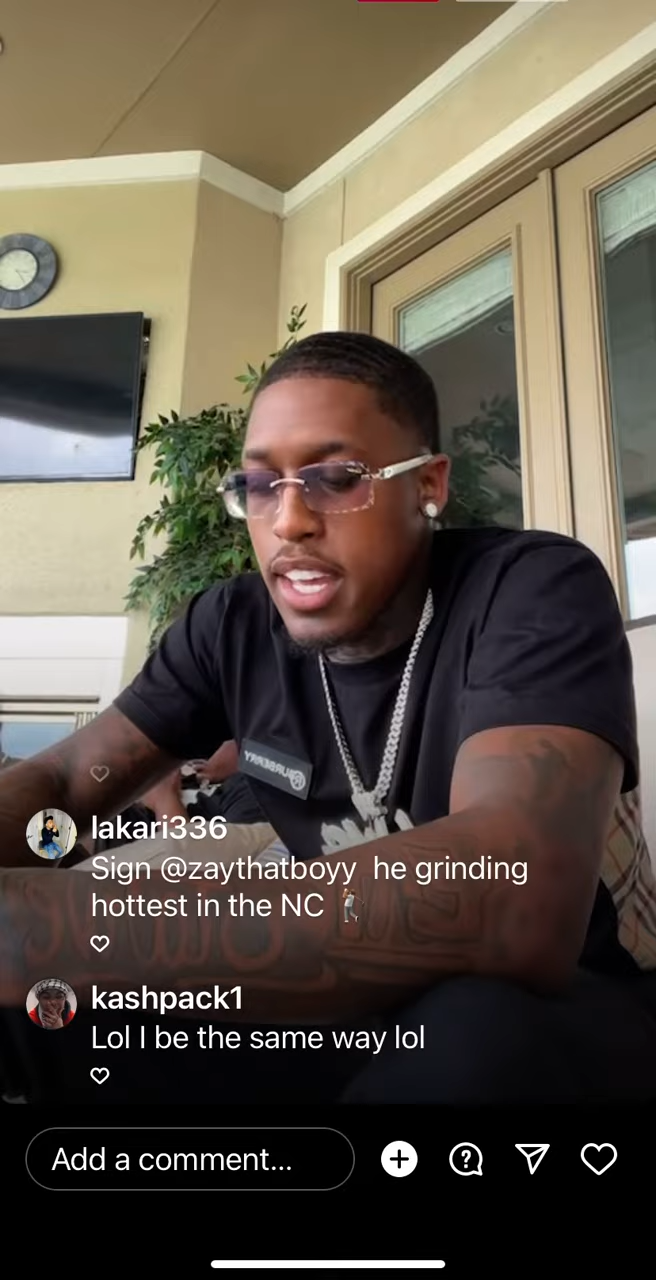 BURBERRY
lakari336
Sign @zaythatboyy he grinding
hottest in the NC
kashpack1
Lol I be the same way lol
Add a comment...